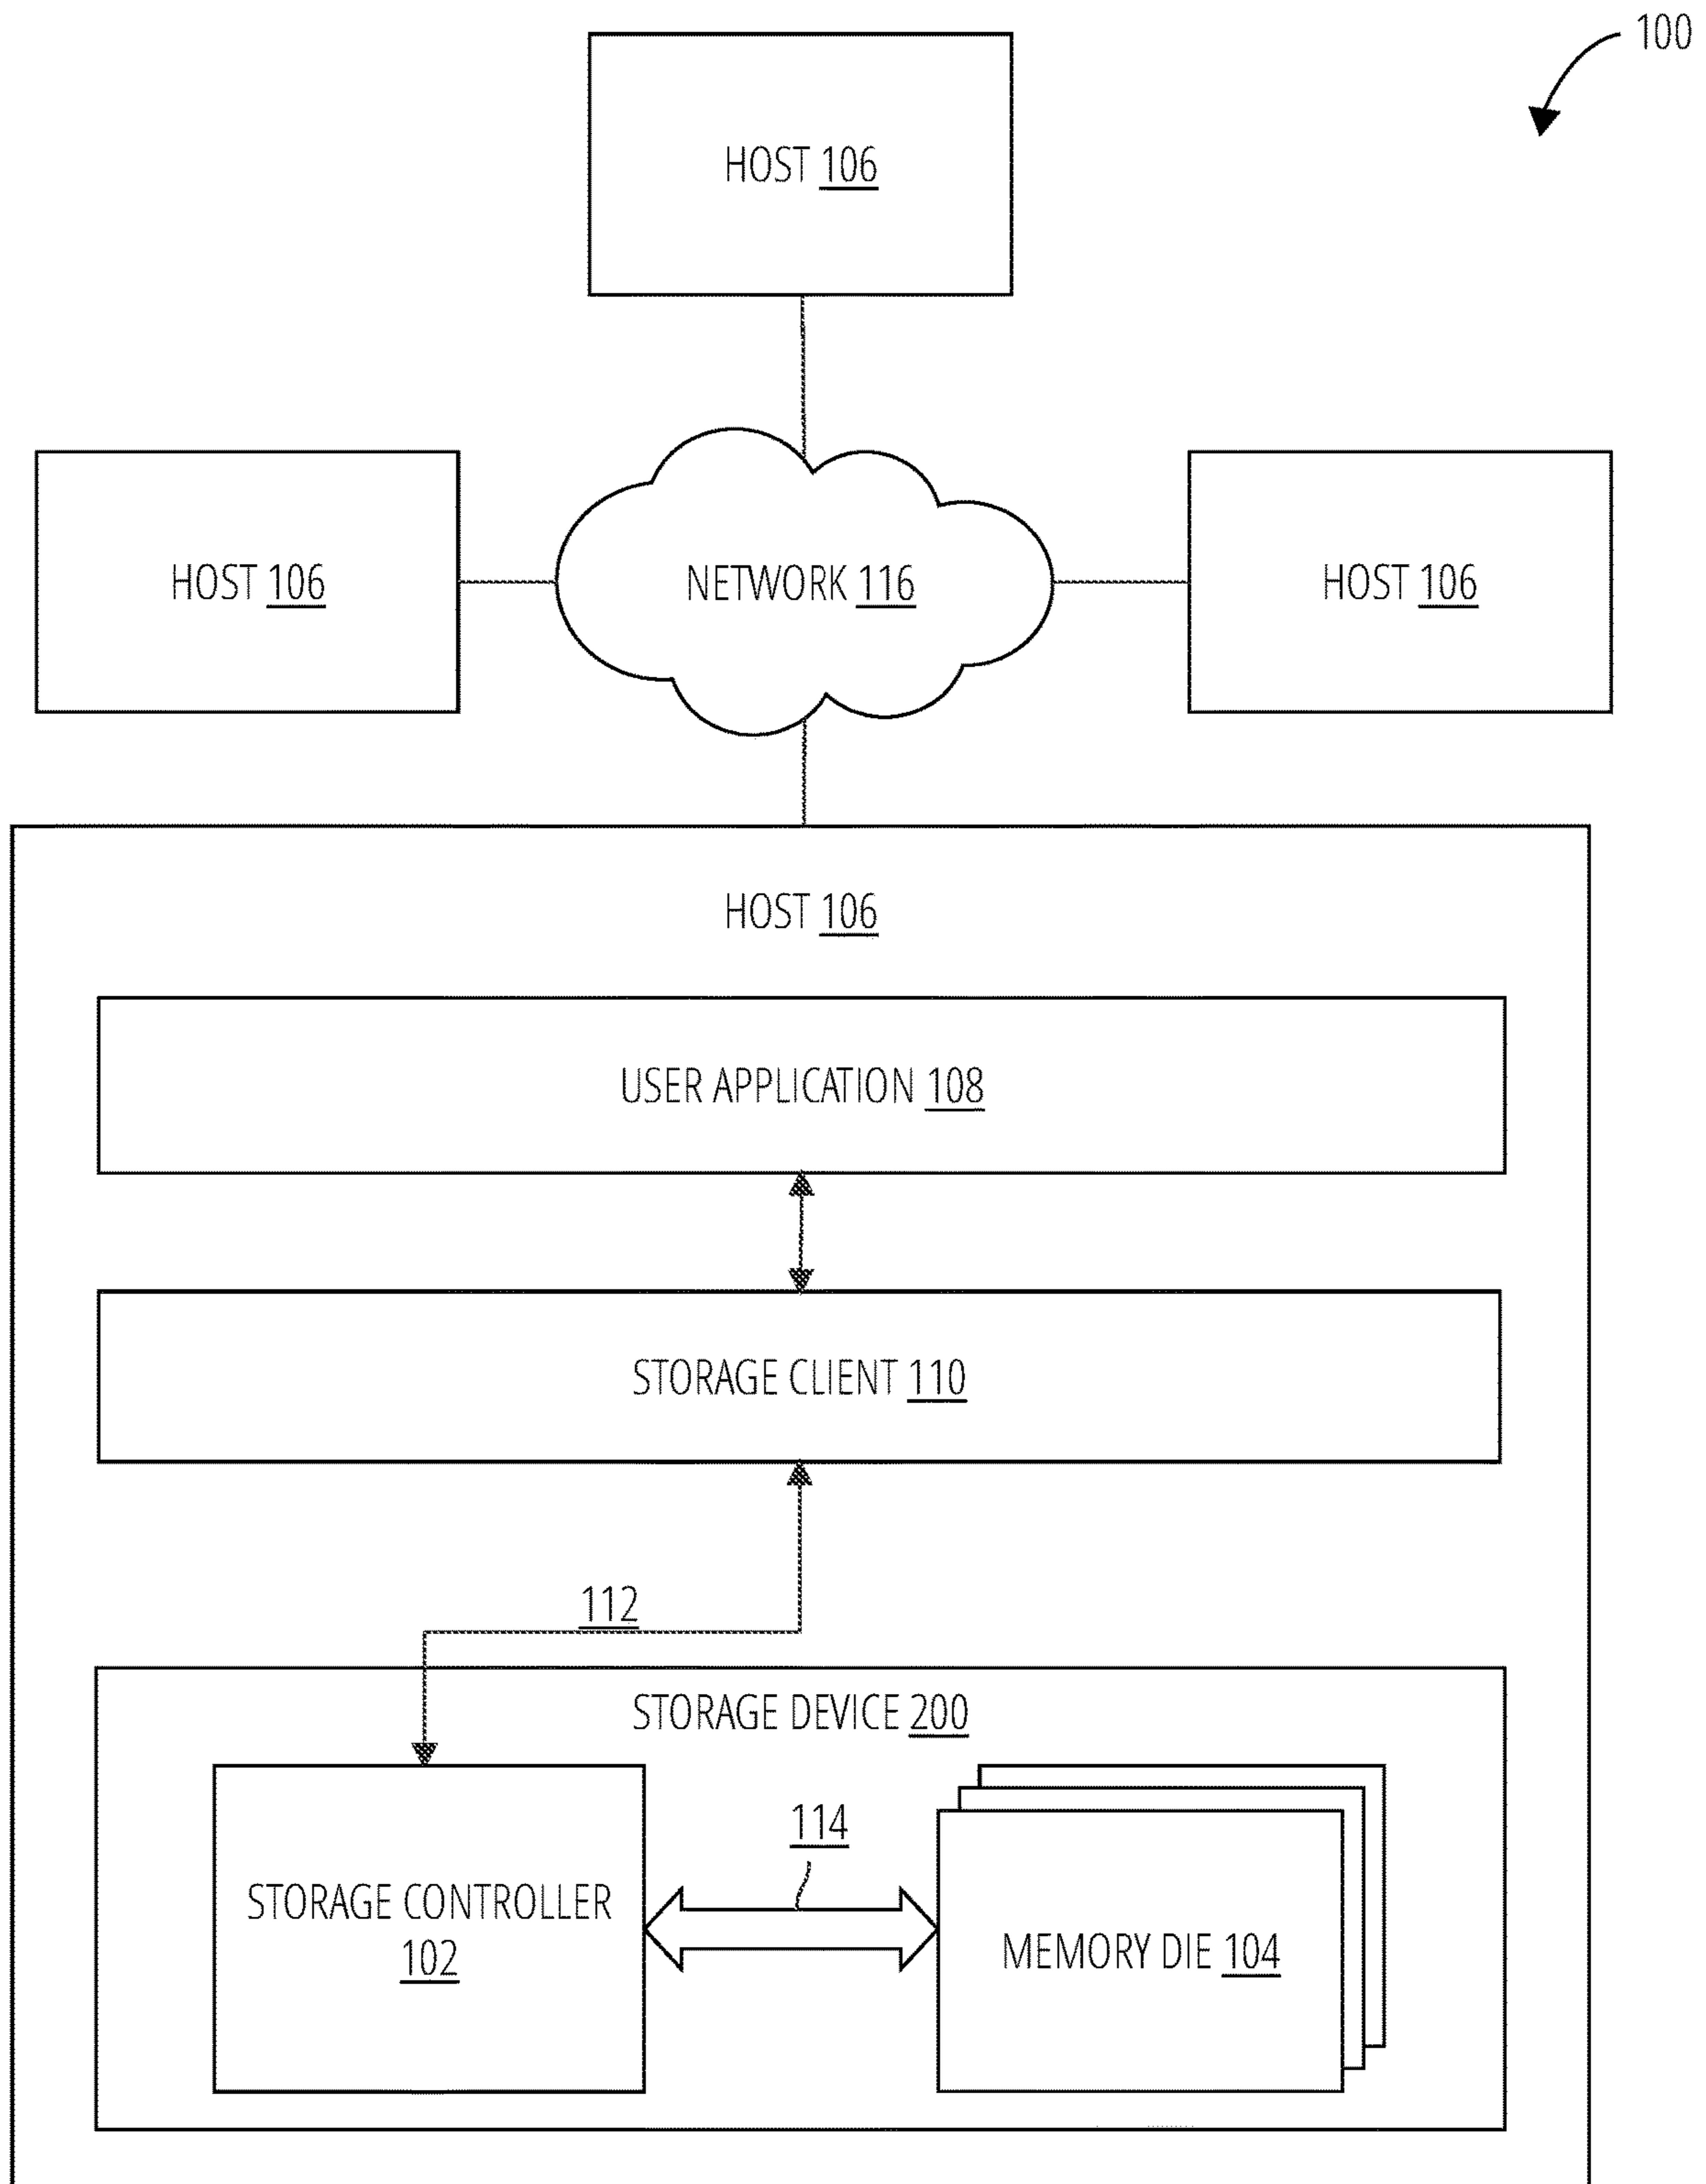 100
HOST 106
HOST 106
NETWORK 116
HOST 106
HOST 106
USER APPLICATION 108
STORAGE CLIENT 110
112
STORAGE DEVICE 200
114
STORAGE CONTROLLER
102
MEMORY DIE 104